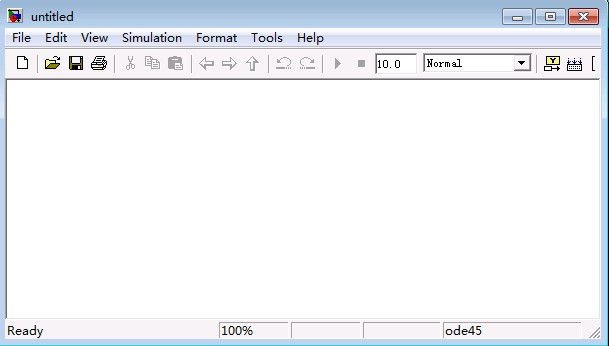 untitled
File Edit View Simulation Format Tools Help
10.0 Normal
Ready 100% ode45